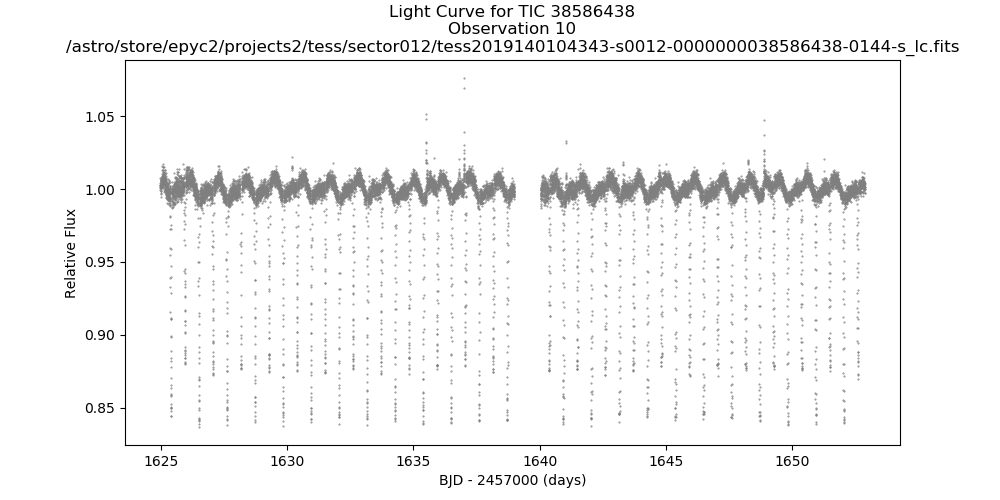 Light Curve for TIC 38586438
Observation 10
/astro/store/epyc2/projects2/tess/sector012/tess2019140104343-s0012-0000000038586438-0144-s_lc.fits
1.05
1.00
0.95
0.90
0.85
Relative Flux
1625
1630
1635
1640
1645
1650
BJD - 2457000 (days)